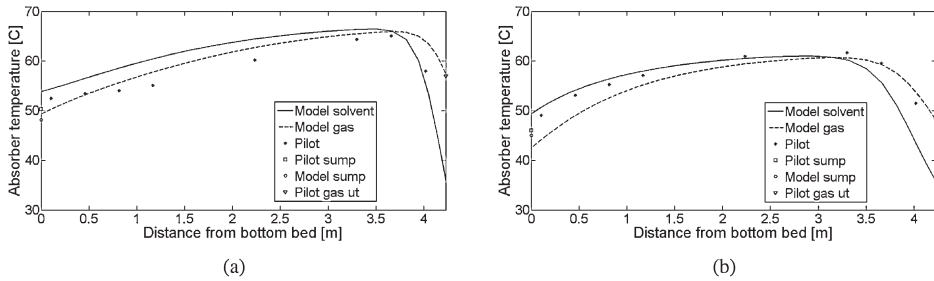 70
60
50
40
30
Absorber temperature [C]
0 0.5 1 1.5 2 2.5 3 3.5 4
Distance from bottom bed [m]
Model solvent
Model gas
Pilot
Pilot sump
Model sump
Pilot gas ut
(a)
70
60
50
40
30
Absorber temperature [C]
0 0.5 1 1.5 2 2.5 3 3.5 4
Distance from bottom bed [m]
Model solvent
Model gas
Pilot
Pilot sump
Model sump
Pilot gas ut
(b)